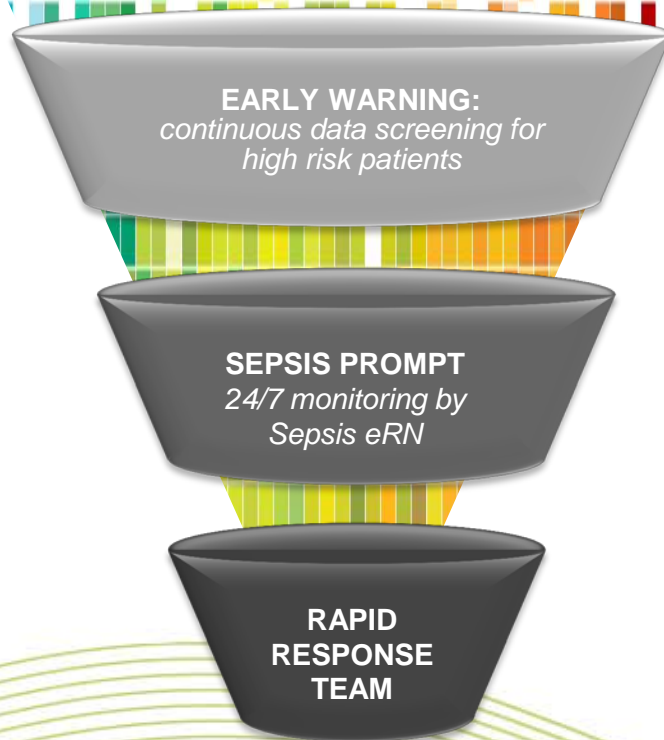 EARLY WARNING:
continuous data screening for
high risk patients
SEPSIS PROMPT
24/7 monitoring by
Sepsis eRN
RAPID
RESPONSE
TEAM